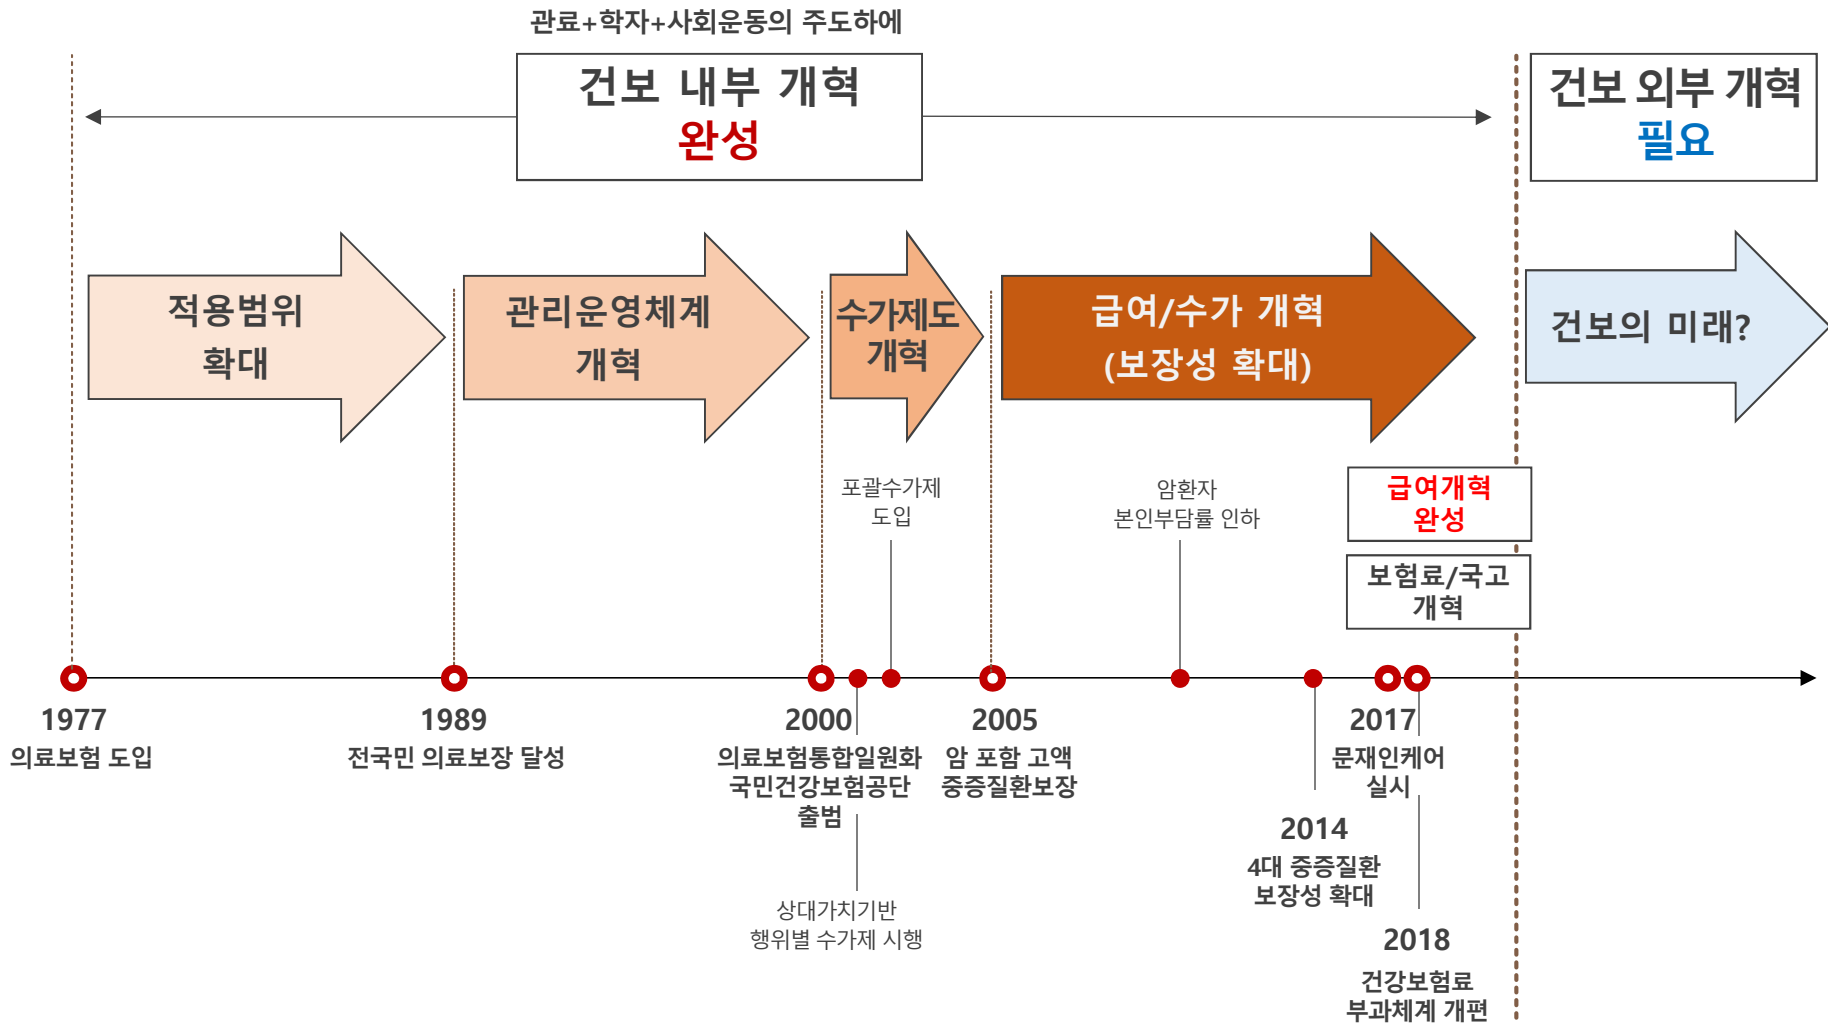 관료+학자+사회운동의 주도하에
건보 내부 개혁
완성
건보 외부 개혁
필요
적용범위
확대
관리운영체계
개혁
수가제도
개혁
급여/수가 개혁
(보장성 확대)
건보의 미래?
포괄수가제
도입
암환자
본인부담률 인하
급여개혁
완성
보험료/국고
개혁
1977
의료보험 도입
1989
전국민 의료보장 달성
2000
의료보험통합일원화
국민건강보험공단
출범
2005
암 포함 고액
중증질환보장
2017
문재인케어
실시
2014
4대 중증질환
보장성 확대
상대가치기반
행위별 수가제 시행
2018
건강보험료
부과체계 개편